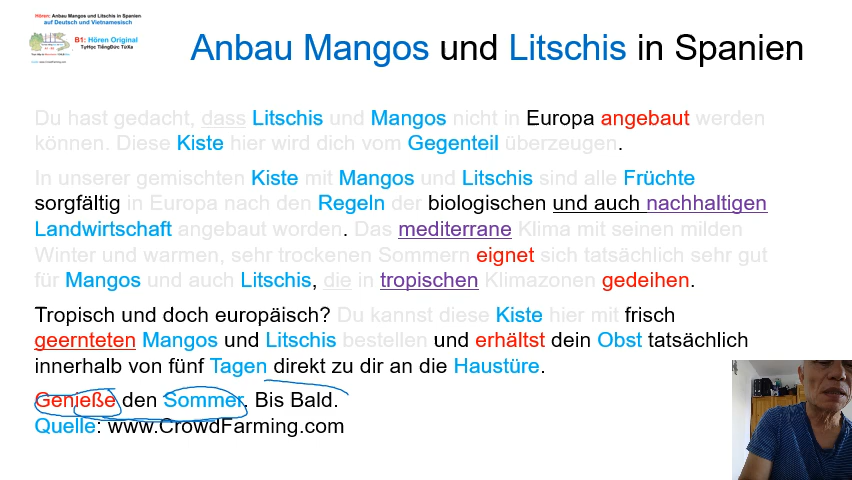 Hören: Anbau Mangos und Litschis in Spanien
auf Deutsch und Vietnamesisch
B1: Hören Original
TựHọc TiếngĐức TừXa
Anbau Mangos und Litschis in Spanien
Du hast gedacht, dass Litschis und Mangos nicht in Europa angebaut werden
können. Diese Kiste hier wird dich vom Gegenteil überzeugen.
In unserer gemischten Kiste mit Mangos und Litschis sind alle Früchte
sorgfältig in Europa nach den Regeln der biologischen und auch nachhaltigen
Landwirtschaft angebaut worden. Das mediterrane Klima mit seinen milden
Winter und warmen, sehr trockenen Sommern eignet sich tatsächlich sehr gut
für Mangos und auch Litschis, die in tropischen Klimazonen gedeihen.
Tropisch und doch europäisch? Du kannst diese Kiste hier mit frisch
geernteten Mangos und Litschis bestellen und erhältst dein Obst tatsächlich
innerhalb von fünf Tagen direkt zu dir an die Haustüre.
Genieße den Sommer. Bis Bald.
Quelle: www.CrowdFarming.com